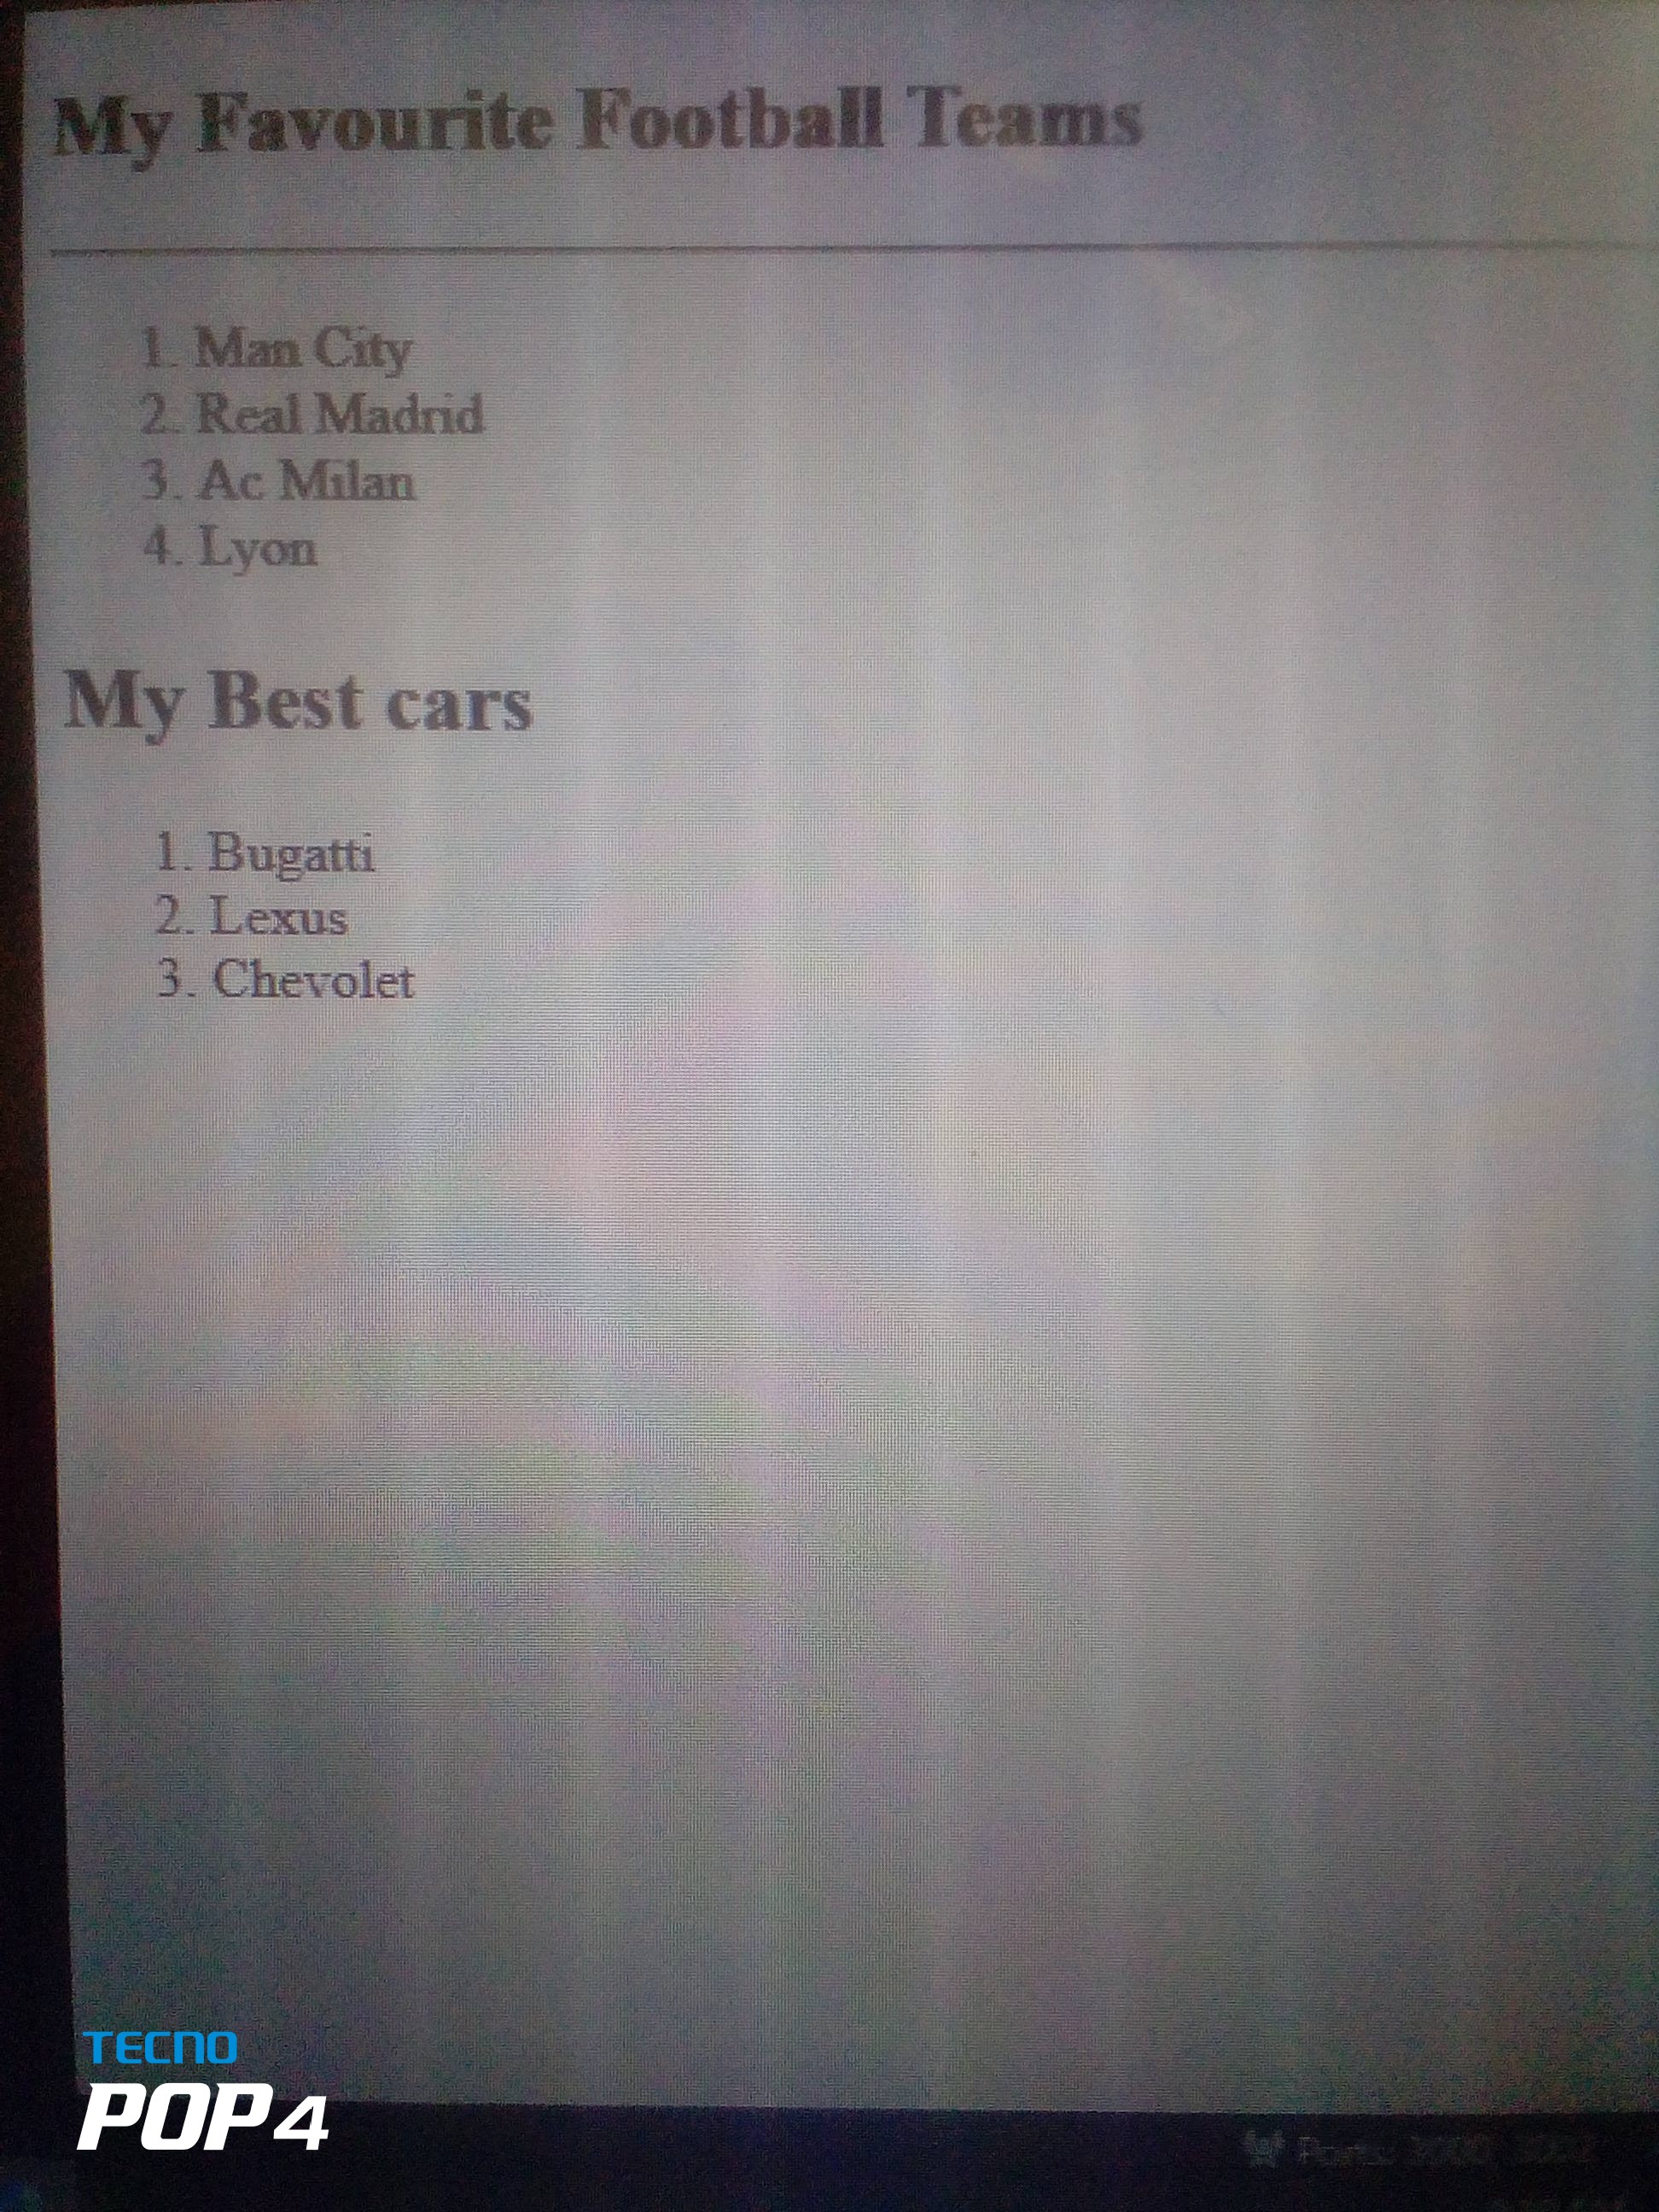 My Favourite Football Teams
1. Man City
2. Real Madrid
3. Ac Milan
4. Lyon
My Best cars
1. Bugatti
2. Lexus
3. Chevolet
TECNO
POP 4
Ports: